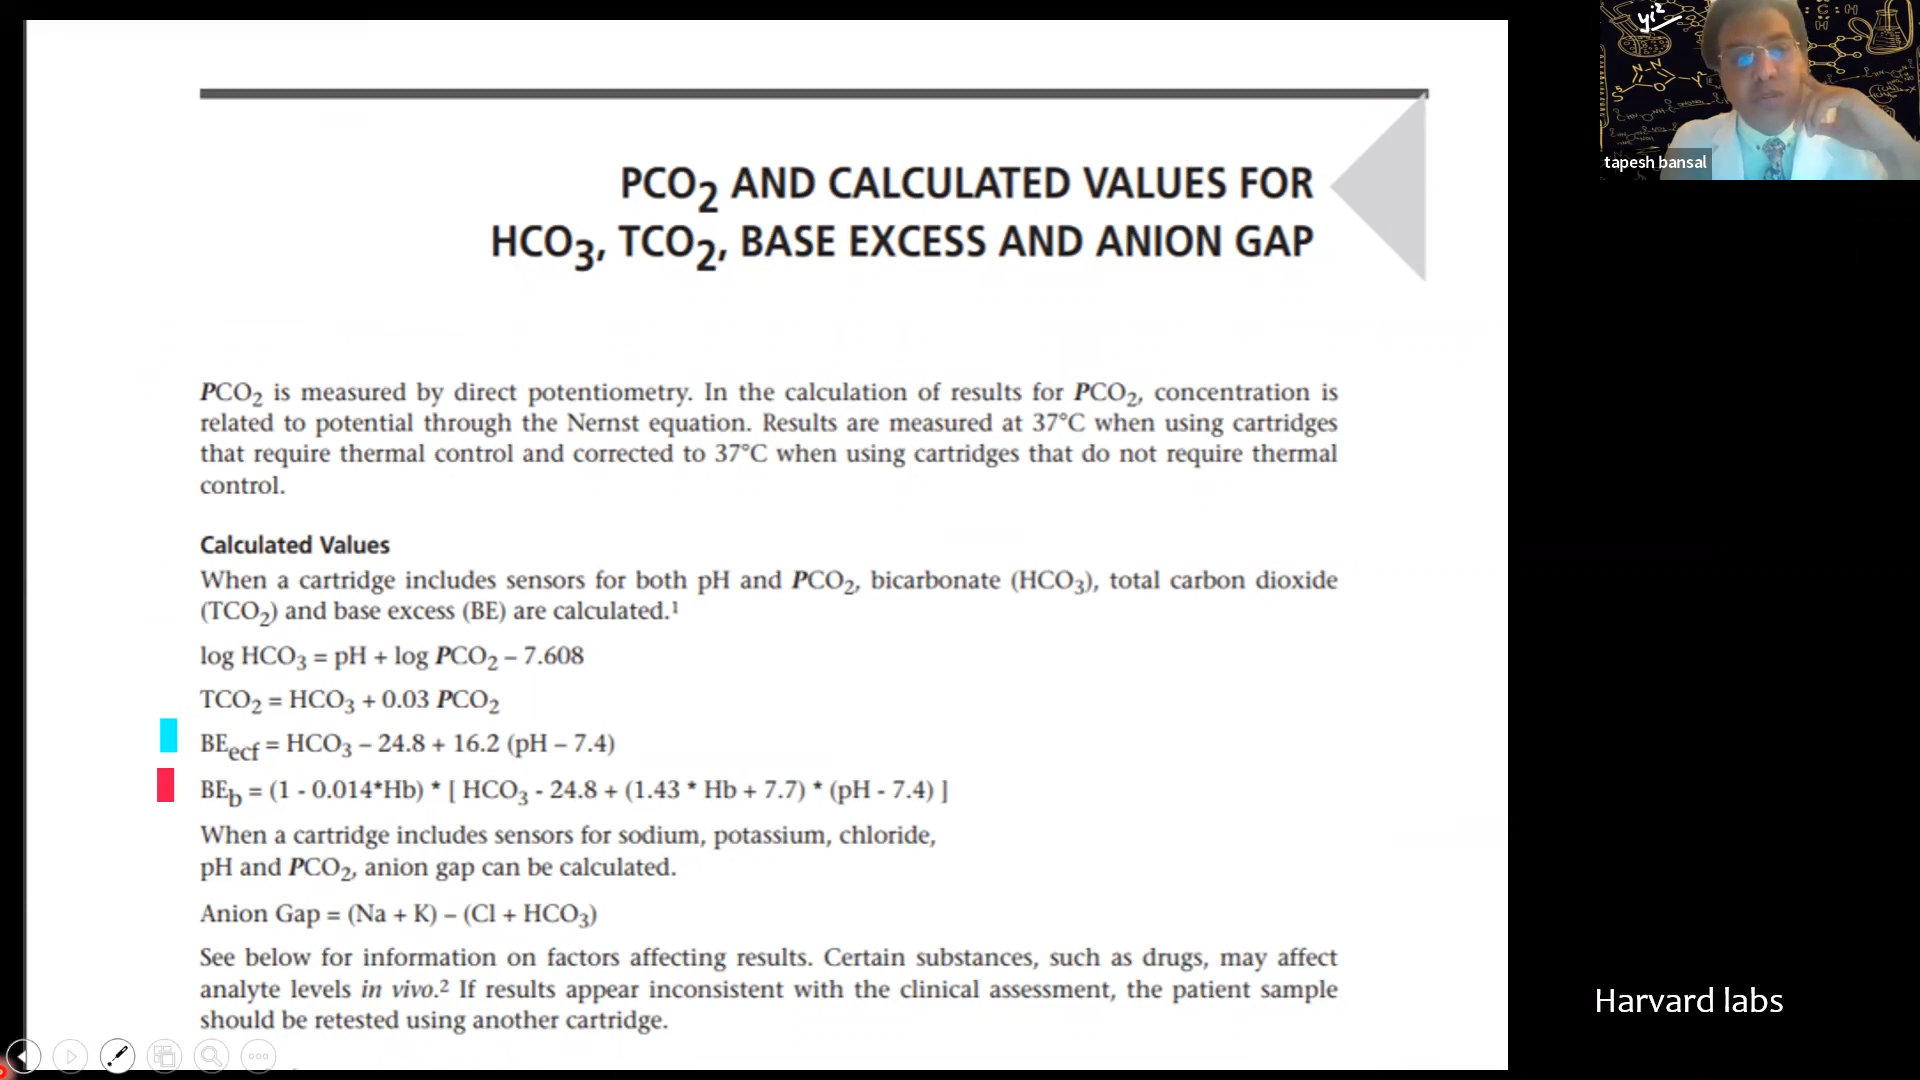 PCO₂ AND CALCULATED VALUES FOR
HCO₃, TCO₂, BASE EXCESS AND ANION GAP
PCO₂ is measured by direct potentiometry. In the calculation of results for PCO₂, concentration is
related to potential through the Nernst equation. Results are measured at 37°C when using cartridges
that require thermal control and corrected to 37°C when using cartridges that do not require thermal
control.
Calculated Values
When a cartridge includes sensors for both pH and PCO₂, bicarbonate (HCO₃), total carbon dioxide
(TCO₂) and base excess (BE) are calculated.¹
log HCO₃ = pH + log PCO₂ – 7.608
TCO₂ = HCO₃ + 0.03 PCO₂
BEecf = HCO₃ – 24.8 + 16.2 (pH – 7.4)
BEb = (1 - 0.014*Hb) * [ HCO₃ - 24.8 + (1.43 * Hb + 7.7) * (pH - 7.4) ]
When a cartridge includes sensors for sodium, potassium, chloride,
pH and PCO₂, anion gap can be calculated.
Anion Gap = (Na + K) – (Cl + HCO₃)
See below for information on factors affecting results. Certain substances, such as drugs, may affect
analyte levels in vivo.² If results appear inconsistent with the clinical assessment, the patient sample
should be retested using another cartridge.
tapesh bansal
Harvard labs